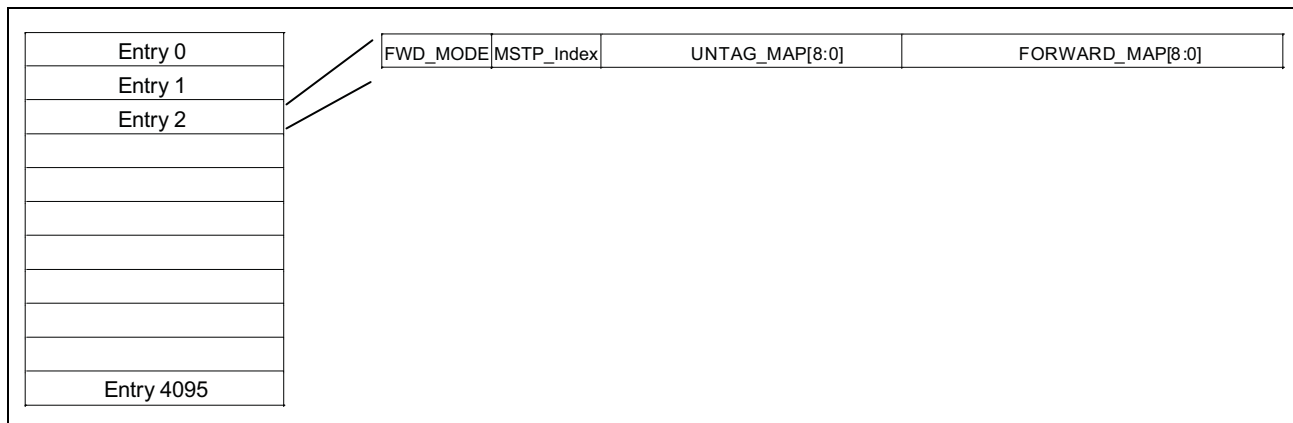 Entry 0
FWD_MODE MSTP_Index UNTAG_MAP[8:0] FORWARD_MAP[8:0]
Entry 1
Entry 2
Entry 4095